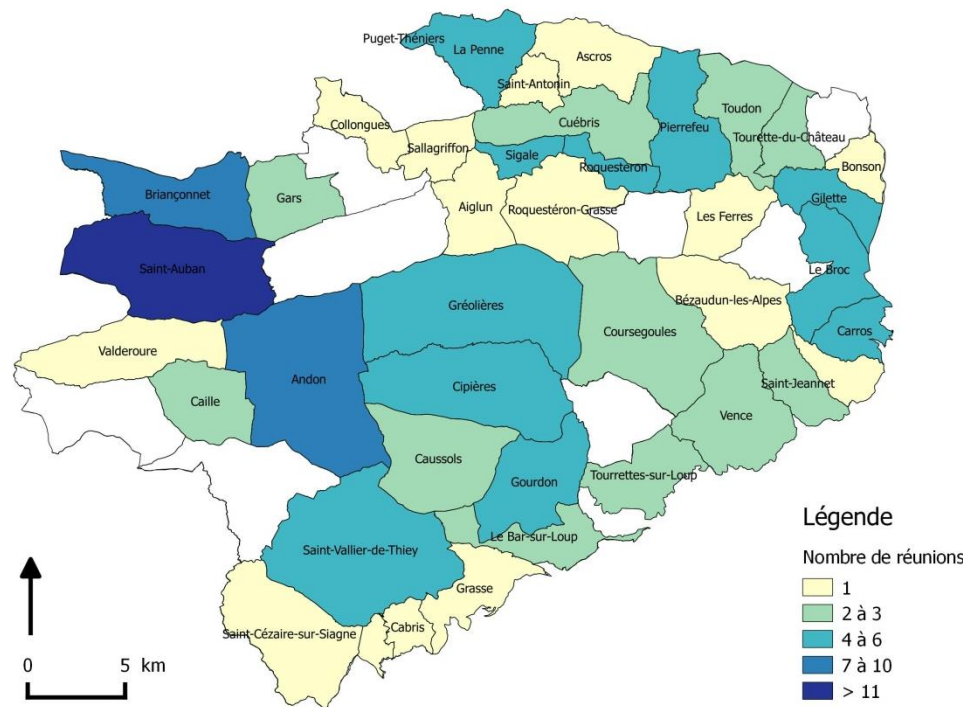 Puget-Théniers
La Penne
Ascros
Saint-Antonin
Collongues
Cuébris
Toudon
Pierrefeu
Tourette-du-Château
Sallagriffon
Sigale
Roquestéron
Bonson
Briançonnet
Gars
Aiglun
Roquestéron-Grasse
Les Ferres
Gilette
Saint-Auban
Le Broc
Gréolières
Bézaudun-les-Alpes
Coursegoules
Carros
Valderoure
Andon
Cipières
Saint-Jeannet
Caille
Vence
Caussols
Gourdon
Tourrettes-sur-Loup
Le Bar-sur-Loup
Saint-Vallier-de-Thiey
Grasse
Cabris
Saint-Cézaire-sur-Siagne
0 5 km
Légende
Nombre de réunions
1
2 à 3
4 à 6
7 à 10
> 11